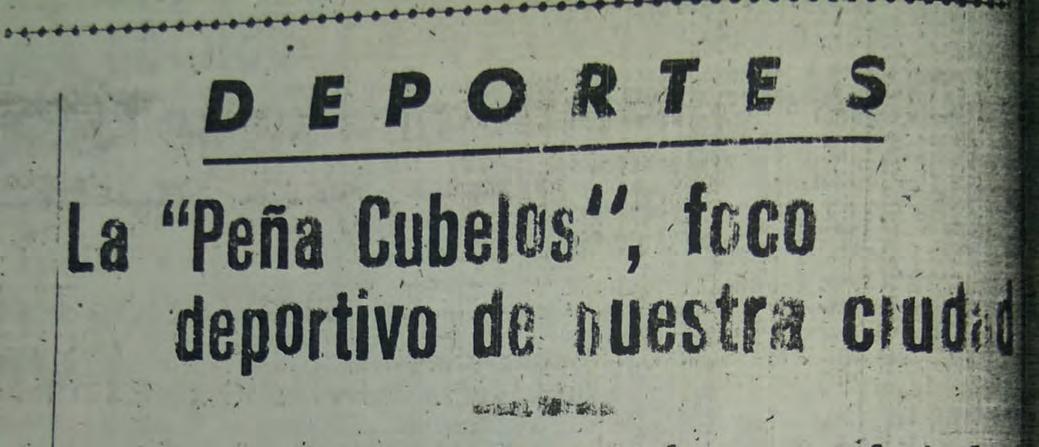 DEPORTES
La "Peña Cubelos", foco
deportivo de nuestra ciudad